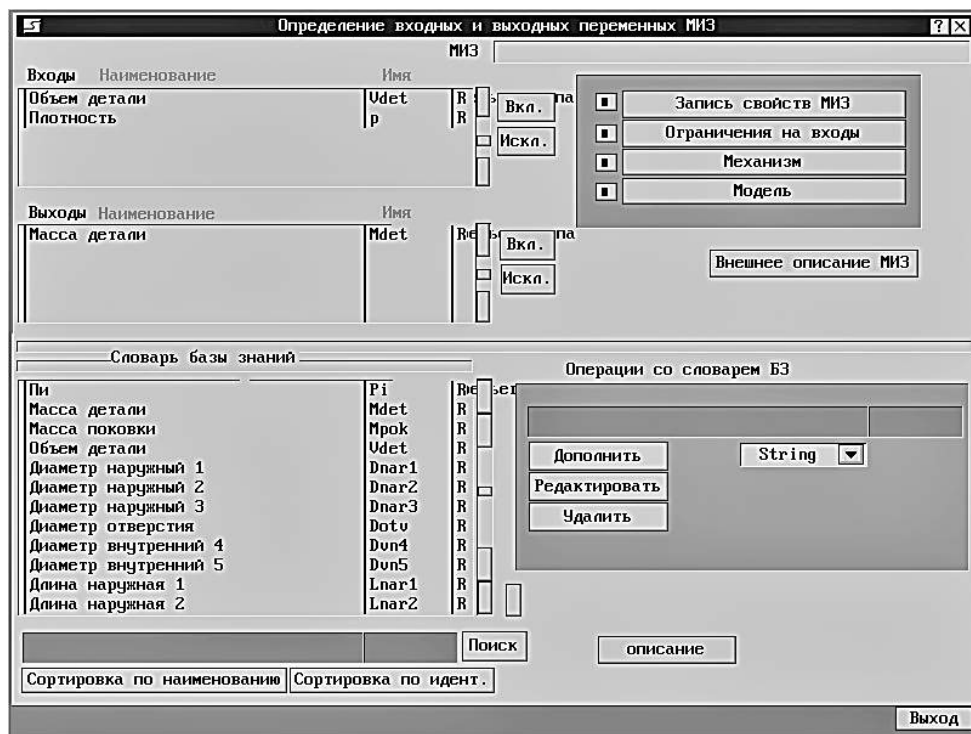 Определение входных и выходных переменных МИЗ ? X
МИЗ
Входы Наименование Имя
Объем детали Vdet R
Плотность p R
Вкл.
Искл.
Запись свойств МИЗ
Ограничения на входы
Механизм
Модель
Выходы Наименование Имя
Масса детали Mdet
Вкл.
Искл.
Внешнее описание МИЗ
Словарь базы знаний
Пи Pi
Масса детали Mdet R
Масса поковки Mpok R
Объем детали Vdet R
Диаметр наружный 1 Dnar1 R
Диаметр наружный 2 Dnar2 R
Диаметр наружный 3 Dnar3 R
Диаметр отверстия Dotv R
Диаметр внутренний 4 Dvn4 R
Диаметр внутренний 5 Dvn5 R
Длина наружная 1 Lnar1 R
Длина наружная 2 Lnar2 R
Операции со словарем БЗ
Дополнить String
Редактировать
Удалить
Поиск
описание
Сортировка по наименованию Сортировка по идент.
Выход